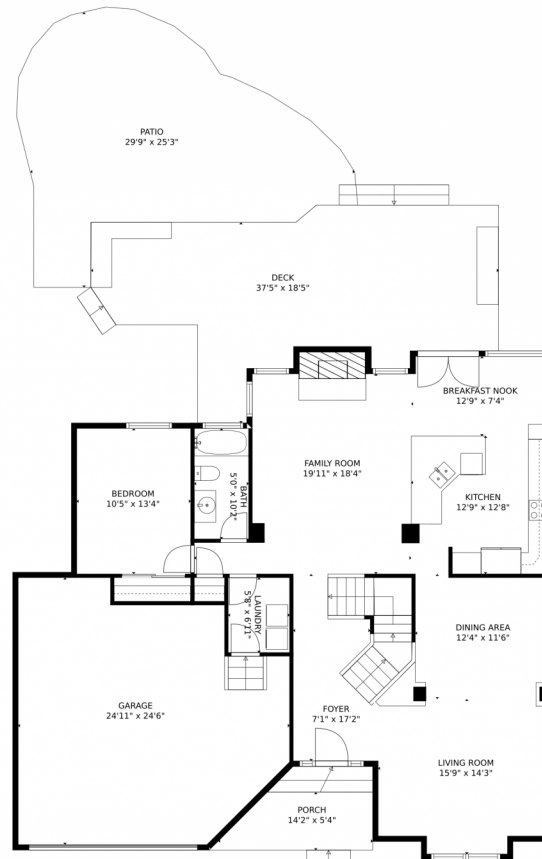 PATIO
29'9" x 25'3"
DECK
37'5" x 18'5"
BREAKFAST NOOK
12'9" x 7'4"
FAMILY ROOM
19'11" x 18'4"
BATH
5'0" x 10'2"
BEDROOM
10'5" x 13'4"
KITCHEN
12'9" x 12'8"
LAUNDRY
5'8" x 6'11"
DINING AREA
12'4" x 11'6"
GARAGE
24'11" x 24'6"
FOYER
7'1" x 17'2"
LIVING ROOM
15'9" x 14'3"
PORCH
14'2" x 5'4"